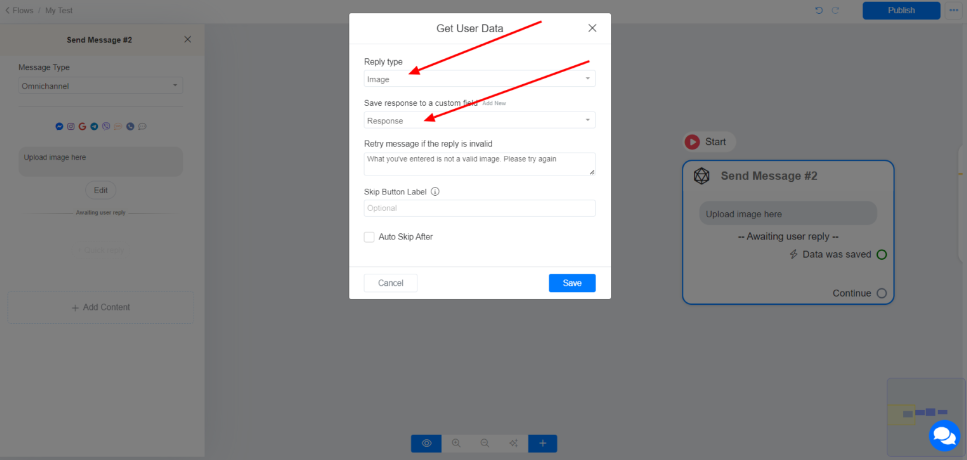 Flows / My Test
Publish
Send Message #2
Message Type
Omnichannel
Upload image here
Edit
Awaiting user reply
+ Add Content
Get User Data
Reply type
Image
Save response to a custom field Add New
Response
Retry message if the reply is invalid
What you've entered is not a valid image. Please try again
Skip Button Label
Optional
Auto Skip After
Cancel
Save
Start
Send Message #2
Upload image here
-- Awaiting user reply --
Data was saved
Continue